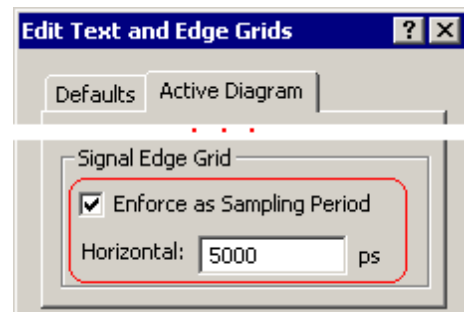 Edit Text and Edge Grids ? ×
Defaults Active Diagram
. . .
Signal Edge Grid
Enforce as Sampling Period
Horizontal: 5000 ps